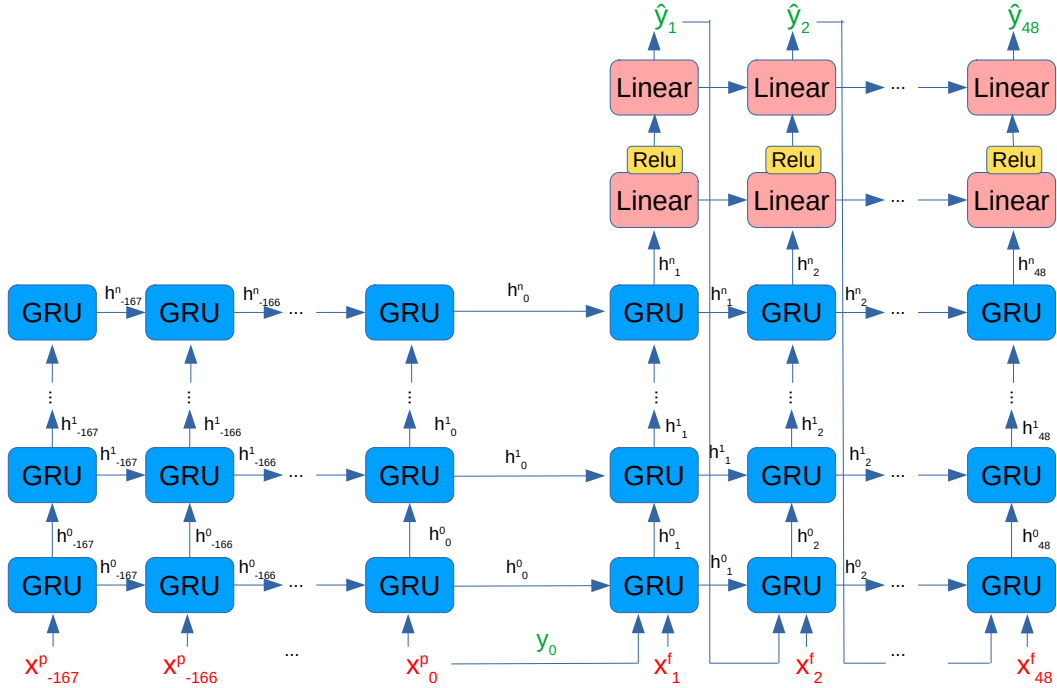 ŷ₁ ŷ₂ ŷ₄₈
Linear Linear ... Linear
Relu Relu Relu
Linear Linear ... Linear
hⁿ₁ hⁿ₂ hⁿ₄₈
hⁿ₋₁₆₇ hⁿ₋₁₆₆ hⁿ₀ hⁿ₁ hⁿ₂
GRU GRU ... GRU GRU GRU ... GRU
... ... ... ... ... ...
h¹₋₁₆₇ h¹₋₁₆₆ h¹₀ h¹₁ h¹₂ h¹₄₈
h¹₋₁₆₇ h¹₋₁₆₆ h¹₀ h¹₁ h¹₂
GRU GRU ... GRU GRU GRU ... GRU
h⁰₋₁₆₇ h⁰₋₁₆₆ h⁰₀ h⁰₁ h⁰₂ h⁰₄₈
h⁰₋₁₆₇ h⁰₋₁₆₆ h⁰₀ h⁰₁ h⁰₂
GRU GRU ... GRU GRU GRU ... GRU
y₀
xᵖ₋₁₆₇ xᵖ₋₁₆₆ ... xᵖ₀ xᶠ₁ xᶠ₂ ... xᶠ₄₈